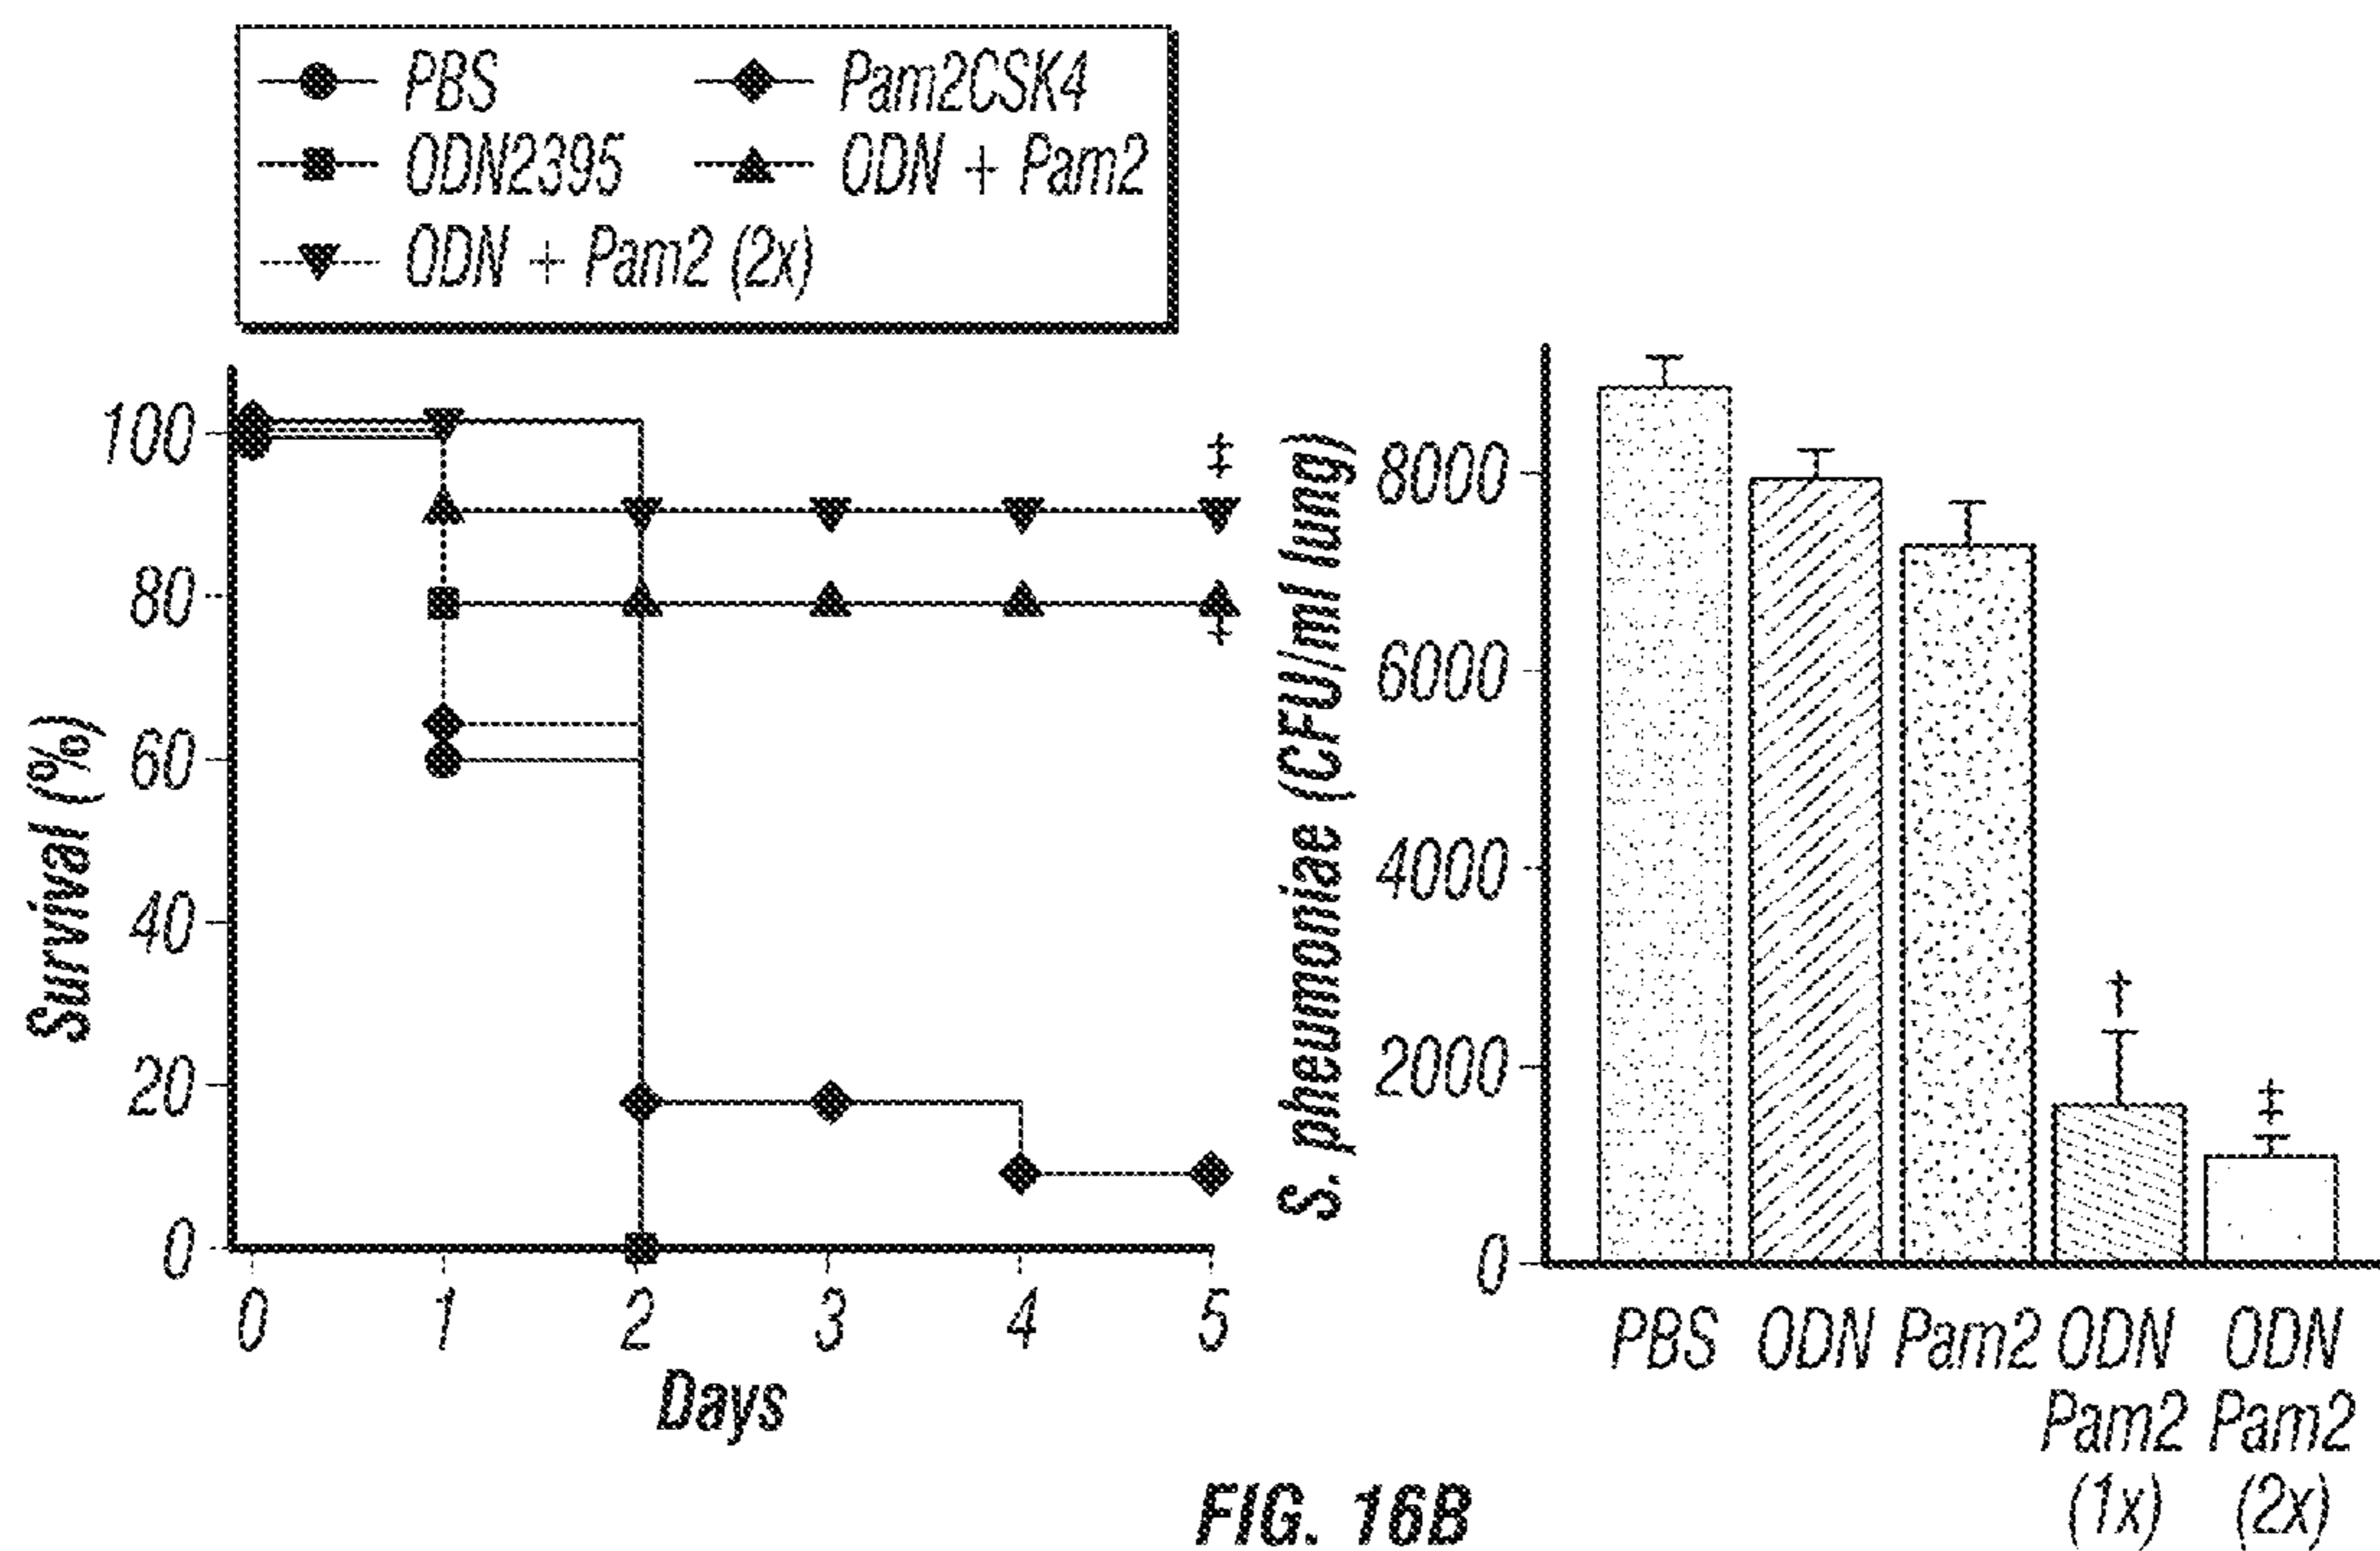 PBS Pam2CSK4
ODN2395 ODN + Pam2
ODN + Pam2 (2x)
Survival (%)
100
80
60
40
20
0
0 1 2 3 4 5
Days
‡
†
S. pheumoniae (CFU/ml lung)
8000
6000
4000
2000
0
†
‡
PBS ODN Pam2 ODN ODN
Pam2 Pam2
(1x) (2x)
FIG. 16B